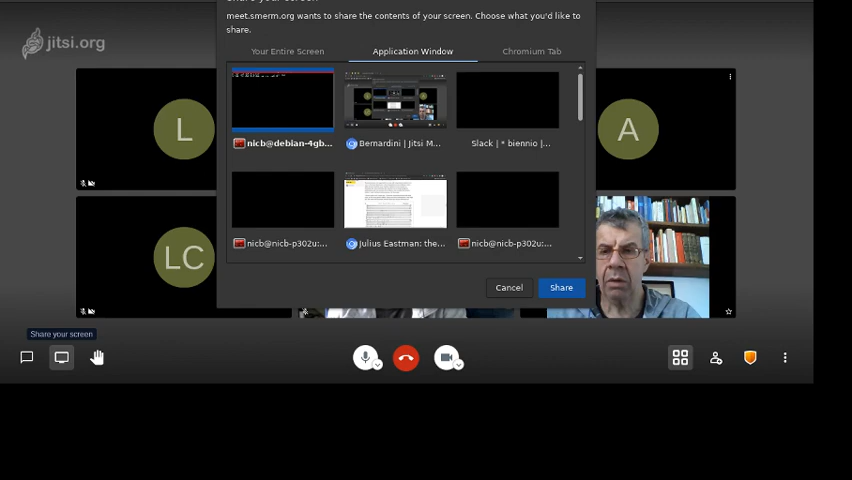 meet.smerm.org wants to share the contents of your screen. Choose what you'd like to
share.
jitsi.org
Your Entire Screen
Application Window
Chromium Tab
L
A
nicb@debian-4gb...
Bernardini | Jitsi M...
Slack | * biennio |...
LC
nicb@nicb-p302u:...
Julius Eastman: the...
nicb@nicb-p302u:...
Cancel
Share
Share your screen